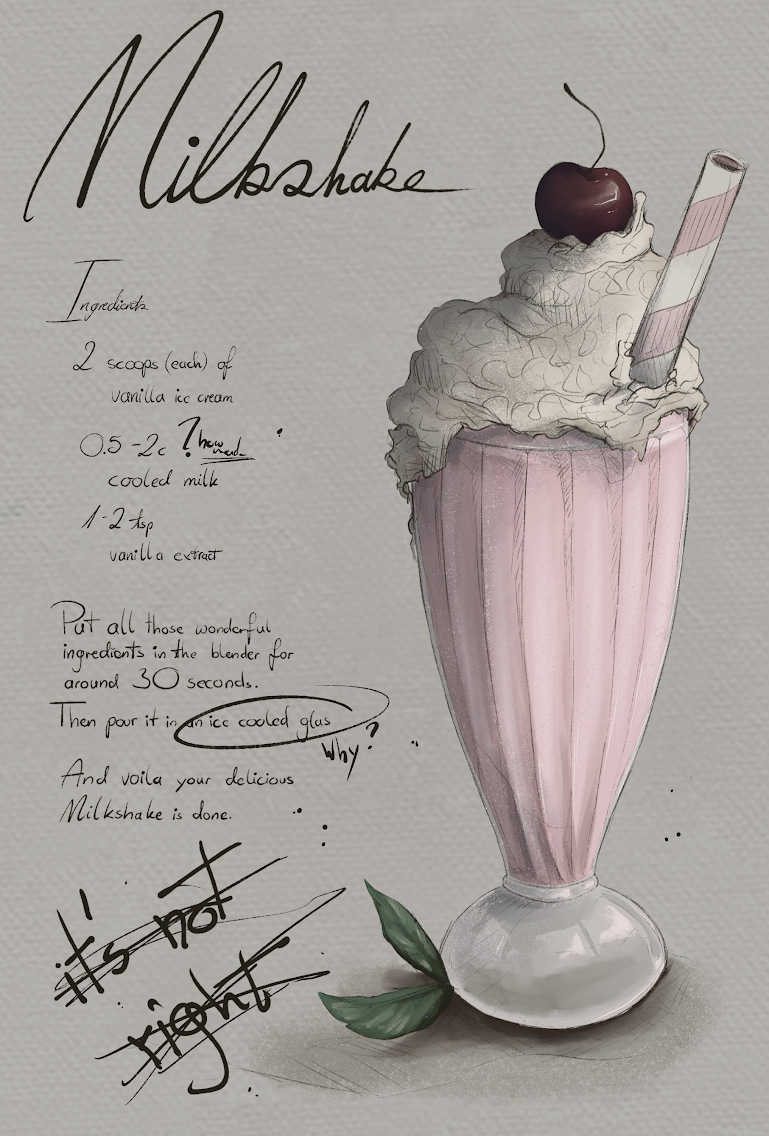 Milkshake
Ingredients
2 scoops (each) of
vanilla ice cream
0.5 - 2c ? how
cooled milk
1-2 tsp
vanilla extract
Put all those wonderful
ingredients in the blender for
around 30 seconds.
Then pour it in an ice cooled glas
Why?
And voila your delicious
Milkshake is done.
it's not
right